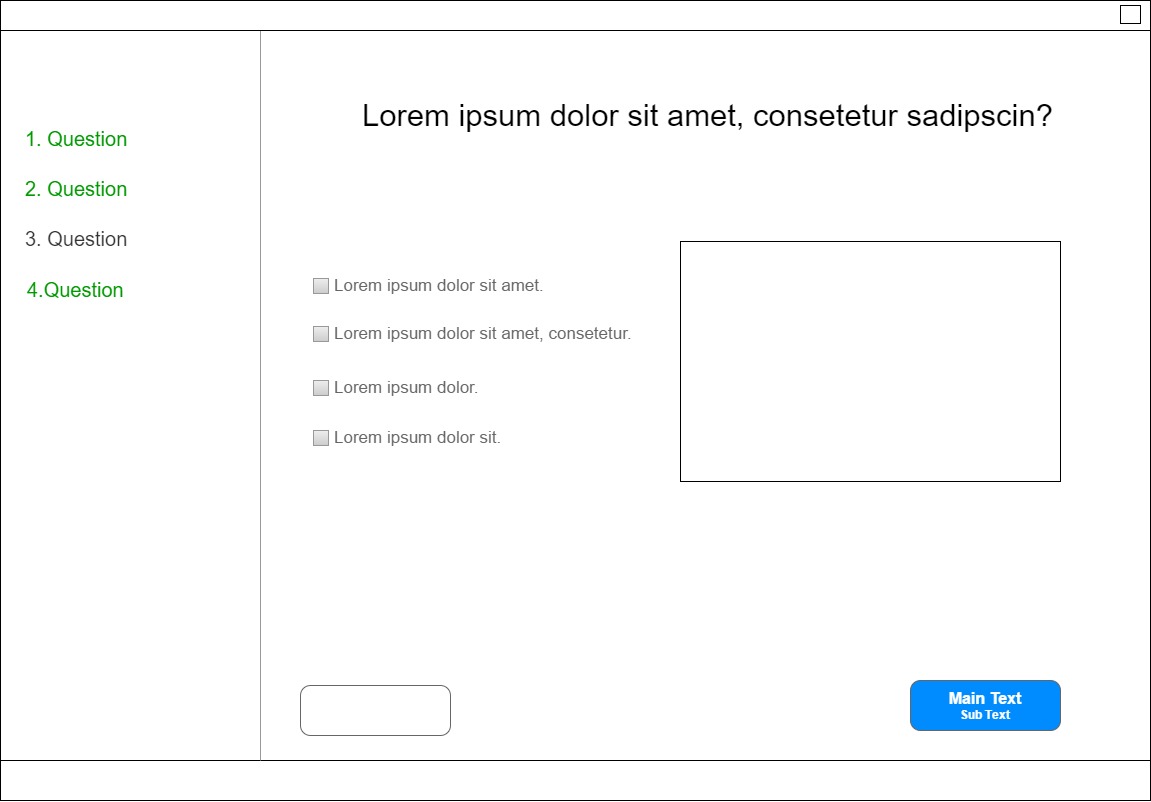 Lorem ipsum dolor sit amet, consetetur sadipscin?
1. Question
2. Question
3. Question
4.Question
Lorem ipsum dolor sit amet.
Lorem ipsum dolor sit amet, consetetur.
Lorem ipsum dolor.
Lorem ipsum dolor sit.
Main Text
Sub Text